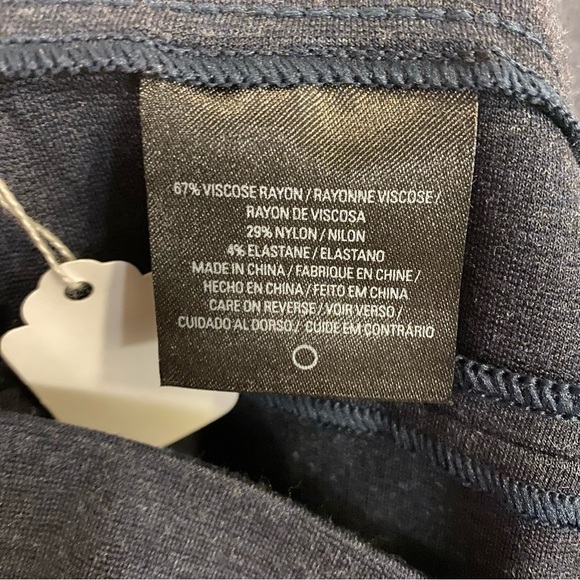 67% VISCOSE RAYON / RAYONNE VISCOSE /
RAYON DE VISCOSA
29% NYLON / NILON
4% ELASTANE / ELASTANO
MADE IN CHINA / FABRIQUE EN CHINE /
HECHO EN CHINA / FEITO EM CHINA
CARE ON REVERSE / VOIR VERSO /
CUIDADO AL DORSO / CUIDE EM CONTRÁRIO